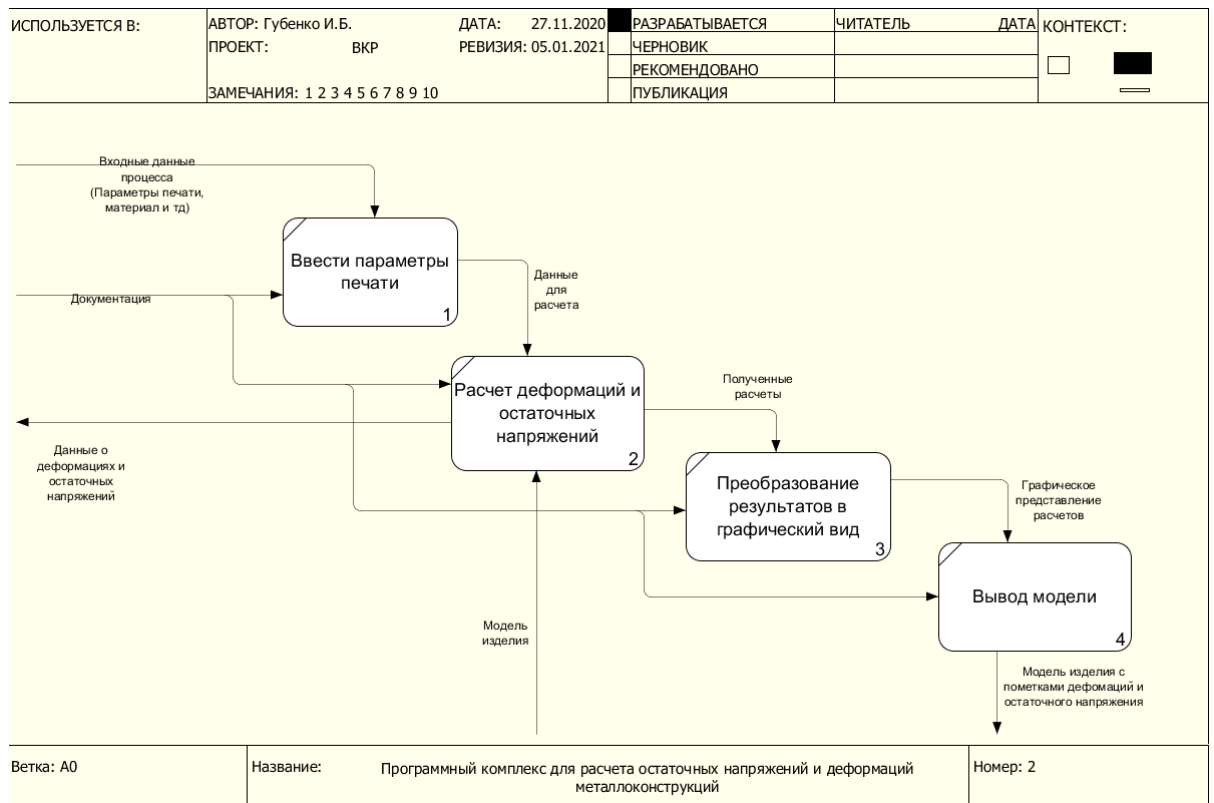 ИСПОЛЬЗУЕТСЯ В:
АВТОР: Губенко И.Б.
ДАТА: 27.11.2020
РАЗРАБАТЫВАЕТСЯ
ЧИТАТЕЛЬ
ДАТА
КОНТЕКСТ:
ПРОЕКТ: ВКР
РЕВИЗИЯ: 05.01.2021
ЧЕРНОВИК
РЕКОМЕНДОВАНО
ЗАМЕЧАНИЯ: 1 2 3 4 5 6 7 8 9 10
ПУБЛИКАЦИЯ
Входные данные
процесса
(Параметры печати,
материал и тд)
Ввести параметры
печати
1
Документация
Данные
для
расчета
Расчет деформаций и
остаточных
напряжений
2
Полученные
расчеты
Данные о
деформациях и
остаточных
напряжений
Преобразование
результатов в
графический вид
3
Графическое
представление
расчетов
Вывод модели
4
Модель
изделия
Модель изделия с
пометками дефомаций и
остаточного напряжения
Ветка: A0
Название:
Программный комплекс для расчета остаточных напряжений и деформаций
металлоконструкций
Номер: 2